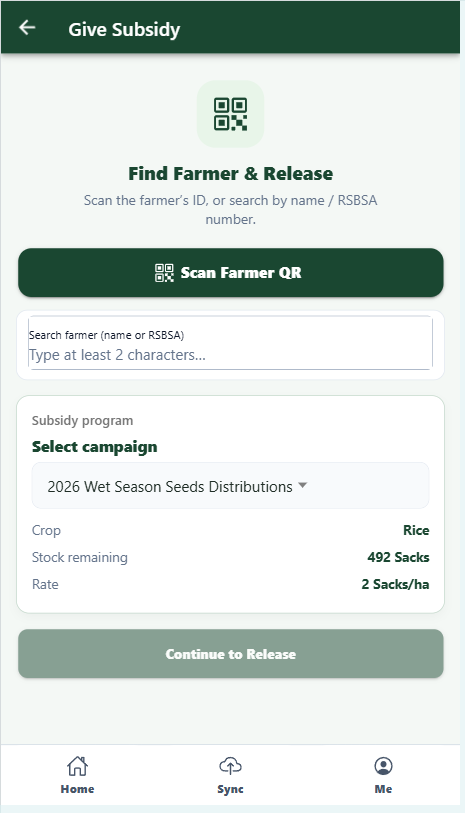 Give Subsidy
Find Farmer & Release
Scan the farmer's ID, or search by name / RSBSA
number.
Scan Farmer QR
Search farmer (name or RSBSA)
Type at least 2 characters...
Subsidy program
Select campaign
2026 Wet Season Seeds Distributions
Crop Rice
Stock remaining 492 Sacks
Rate 2 Sacks/ha
Continue to Release
Home Sync Me